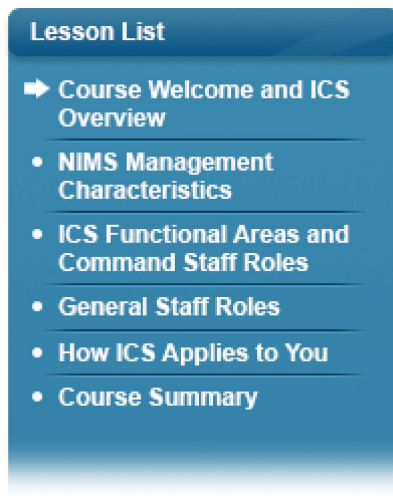 Lesson List
Course Welcome and ICS
Overview
NIMS Management
Characteristics
ICS Functional Areas and
Command Staff Roles
General Staff Roles
How ICS Applies to You
Course Summary